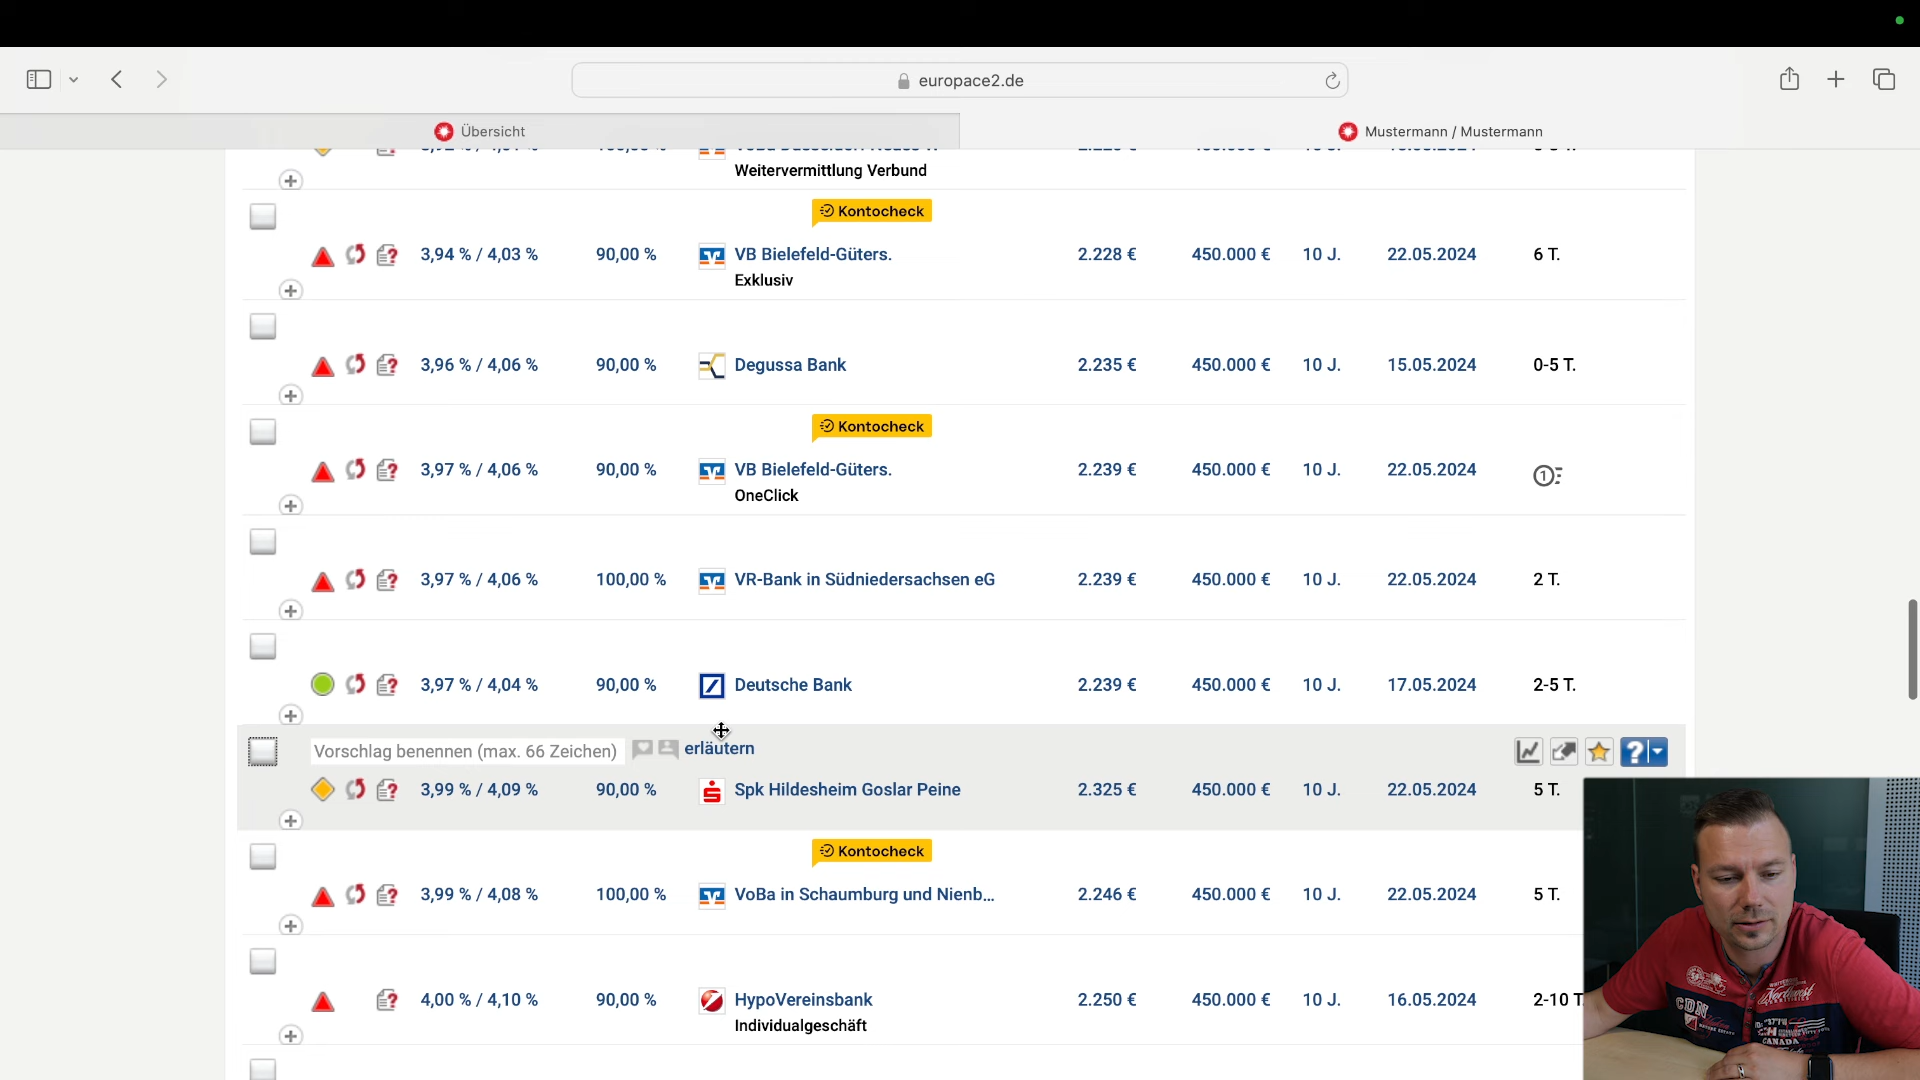 europace2.de
Übersicht
Mustermann / Mustermann
Weitervermittlung Verbund
Kontocheck
3,94 % / 4,03 % 90,00 % VB Bielefeld-Güters. 2.228 € 450.000 € 10 J. 22.05.2024 6 T.
Exklusiv
3,96 % / 4,06 % 90,00 % Degussa Bank 2.235 € 450.000 € 10 J. 15.05.2024 0-5 T.
Kontocheck
3,97 % / 4,06 % 90,00 % VB Bielefeld-Güters. 2.239 € 450.000 € 10 J. 22.05.2024 1
OneClick
3,97 % / 4,06 % 100,00 % VR-Bank in Südniedersachsen eG 2.239 € 450.000 € 10 J. 22.05.2024 2 T.
3,97 % / 4,04 % 90,00 % Deutsche Bank 2.239 € 450.000 € 10 J. 17.05.2024 2-5 T.
Vorschlag benennen (max. 66 Zeichen) erläutern
3,99 % / 4,09 % 90,00 % Spk Hildesheim Goslar Peine 2.325 € 450.000 € 10 J. 22.05.2024 5 T.
Kontocheck
3,99 % / 4,08 % 100,00 % VoBa in Schaumburg und Nienb... 2.246 € 450.000 € 10 J. 22.05.2024 5 T.
4,00 % / 4,10 % 90,00 % HypoVereinsbank 2.250 € 450.000 € 10 J. 16.05.2024 2-10 T
Individualgeschäft
CDN
Northwest
CANADA